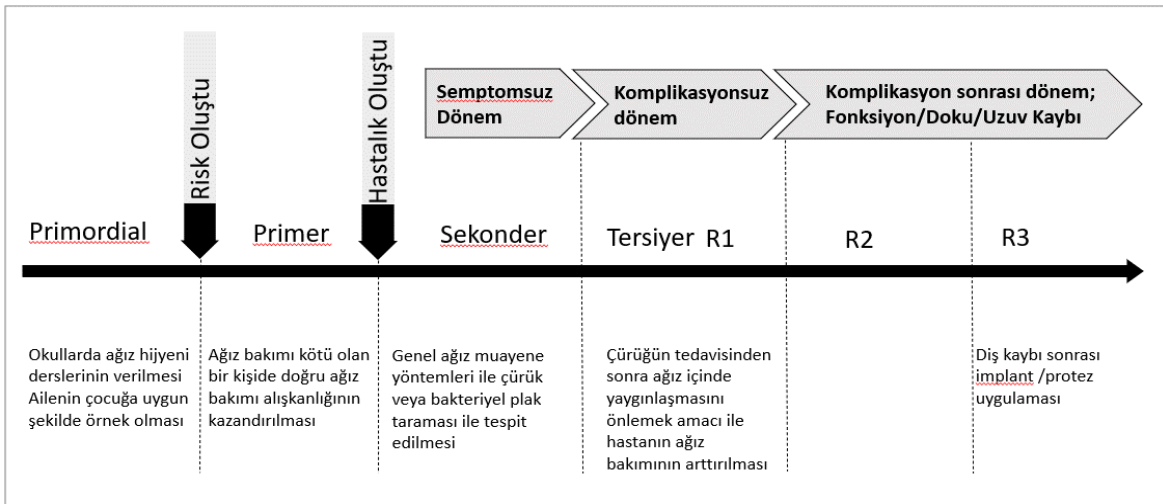 Risk Oluştu
Hastalık Oluştu
Semptomsuz
Dönem
Komplikasyonsuz
dönem
Komplikasyon sonrası dönem;
Fonksiyon/Doku/Uzuv Kaybı
Primordial
Primer
Sekonder
Tersiyer R1
R2
R3
Okullarda ağız hijyeni
derslerinin verilmesi
Ailenin çocuğa uygun
şekilde örnek olması
Ağız bakımı kötü olan
bir kişide doğru ağız
bakımı alışkanlığının
kazandırılması
Genel ağız muayene
yöntemleri ile çürük
veya bakteriyel plak
taraması ile tespit
edilmesi
Çürüğün tedavisinden
sonra ağız içinde
yaygınlaşmasını
önlemek amacı ile
hastanın ağız
bakımının arttırılması
Diş kaybı sonrası
implant /protez
uygulaması